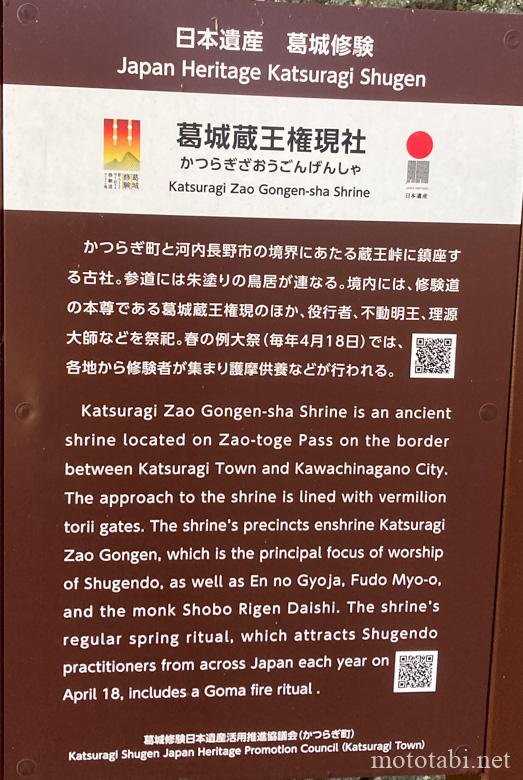 日本遺産 葛城修験
Japan Heritage Katsuragi Shugen
葛城蔵王権現社
かつらぎざおうごんげんしゃ
Katsuragi Zao Gongen-sha Shrine
葛城修験
日本遺産
かつらぎ町と河内長野市の境界にあたる蔵王峠に鎮座す
る古社。参道には朱塗りの鳥居が連なる。境内には、修験道
の本尊である葛城蔵王権現のほか、役行者、不動明王、理源
大師などを祭祀。春の例大祭（毎年4月18日）では、
各地から修験者が集まり護摩供養などが行われる。
Katsuragi Zao Gongen-sha Shrine is an ancient
shrine located on Zao-toge Pass on the border
between Katsuragi Town and Kawachinagano City.
The approach to the shrine is lined with vermilion
torii gates. The shrine's precincts enshrine Katsuragi
Zao Gongen, which is the principal focus of worship
of Shugendo, as well as En no Gyoja, Fudo Myo-o,
and the monk Shobo Rigen Daishi. The shrine's
regular spring ritual, which attracts Shugendo
practitioners from across Japan each year on
April 18, includes a Goma fire ritual .
葛城修験日本遺産活用推進協議会（かつらぎ町）
Katsuragi Shugen Japan Heritage Promotion Council (Katsuragi Town)
mototabi.net